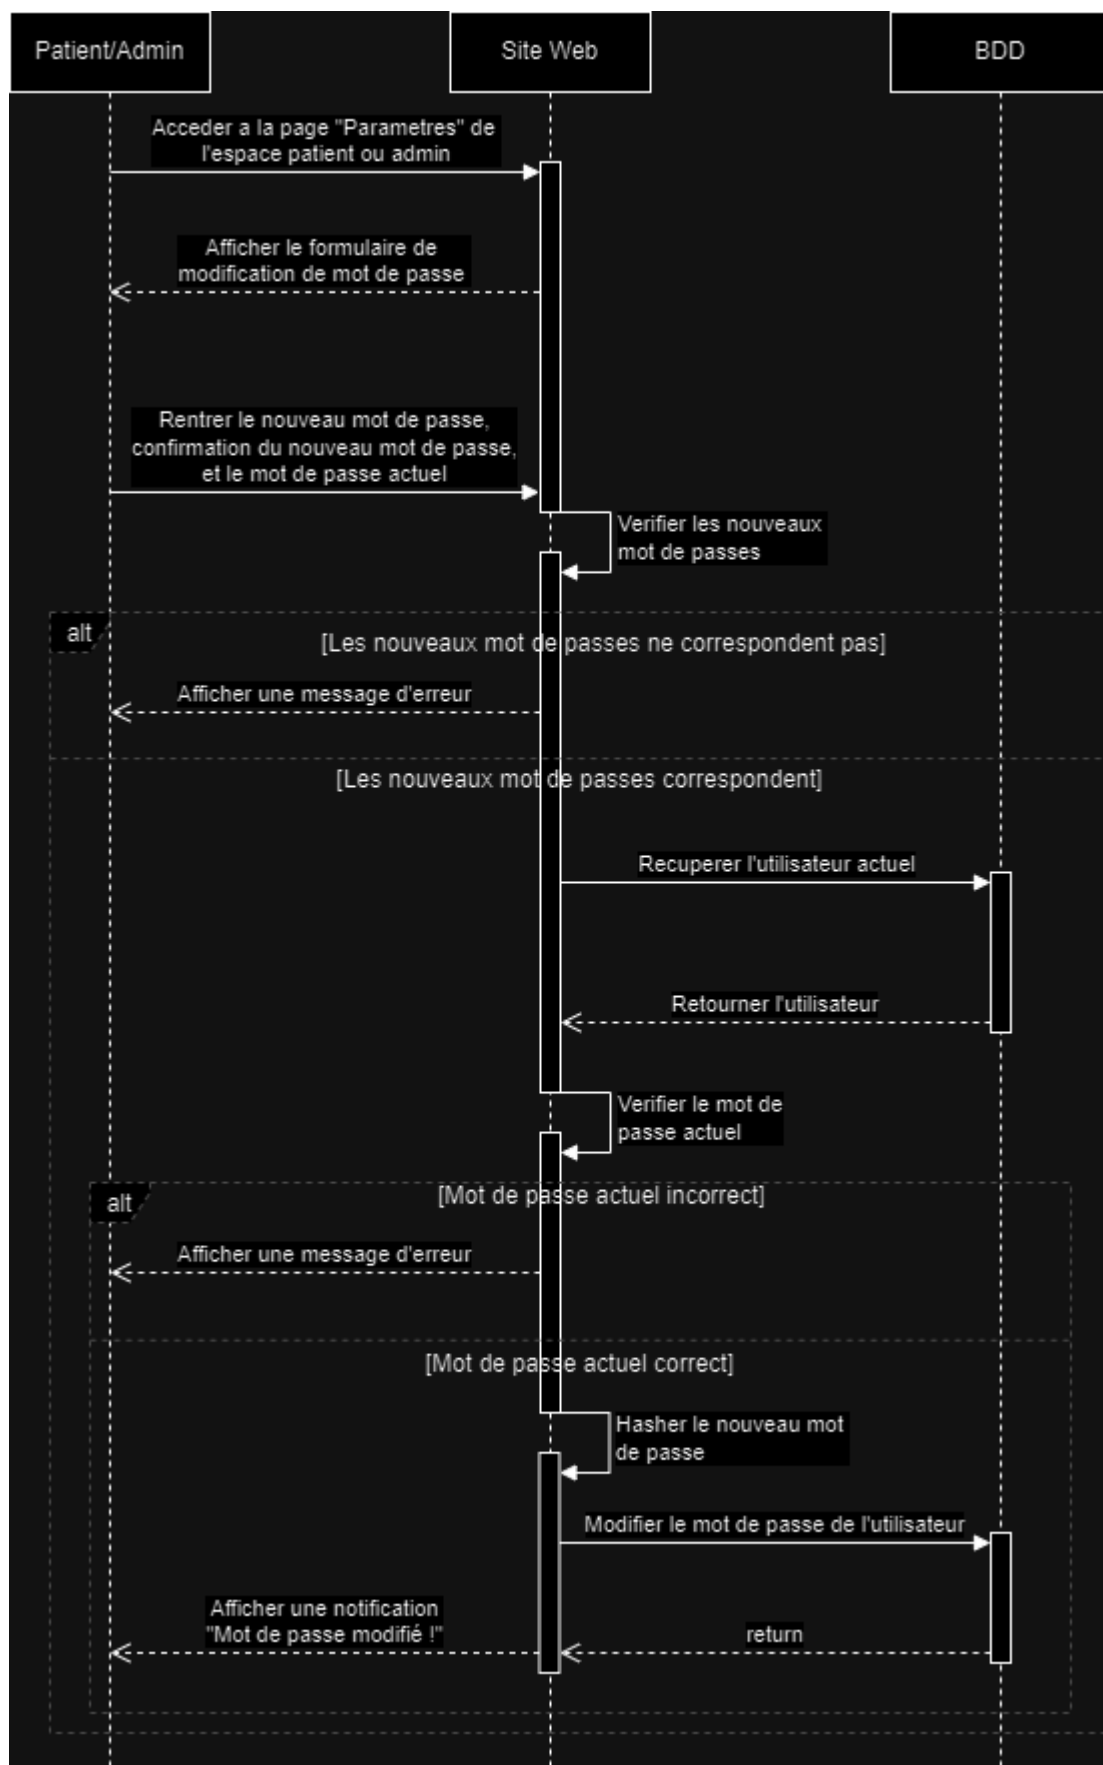 Patient/Admin
Site Web
BDD
Acceder a la page "Parametres" de
l'espace patient ou admin
Afficher le formulaire de
modification de mot de passe
Rentrer le nouveau mot de passe,
confirmation du nouveau mot de passe,
et le mot de passe actuel
Verifier les nouveaux
mot de passes
alt
[Les nouveaux mot de passes ne correspondent pas]
Afficher une message d'erreur
[Les nouveaux mot de passes correspondent]
Recuperer l'utilisateur actuel
Retourner l'utilisateur
Verifier le mot de
passe actuel
alt
[Mot de passe actuel incorrect]
Afficher une message d'erreur
[Mot de passe actuel correct]
Hasher le nouveau mot
de passe
Modifier le mot de passe de l'utilisateur
Afficher une notification
"Mot de passe modifié !"
return